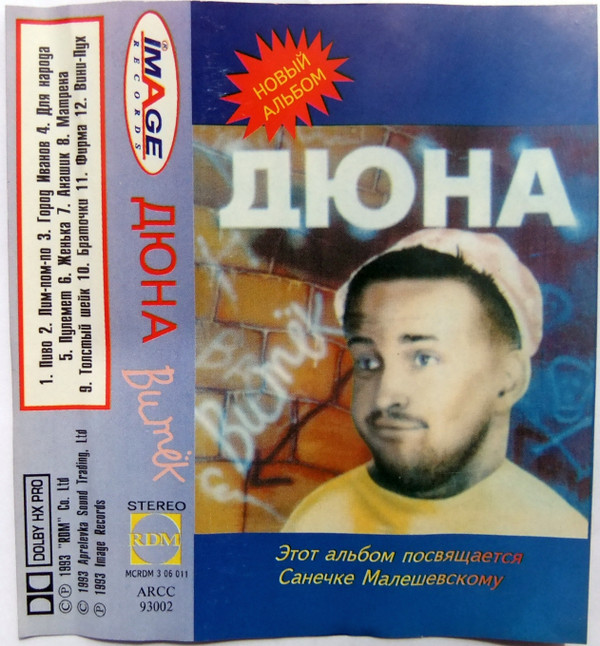 1. Пиво 2. Лим-пом-по 3. Город Иванов 4. Для народа
5. Пулемет 6. Женька 7. Анашик 8. Матрена
9. Толстый шейк 10. Браточки 11. Фирма 12. Вини-Пух
DOLBY HX PRO
© ℗ 1993 "RDM" Co. Ltd
© 1993 Aprelevka Sound Trading, Ltd
℗ 1993 Image Records
®
IMAGE
RECORDS
ДЮНА
Витёк
STEREO
RDM
MCRDM 3 06 011
ARCC
93002
НОВЫЙ
АЛЬБОМ
ДЮНА
Витёк
Этот альбом посвящается
Санечке Малешевскому